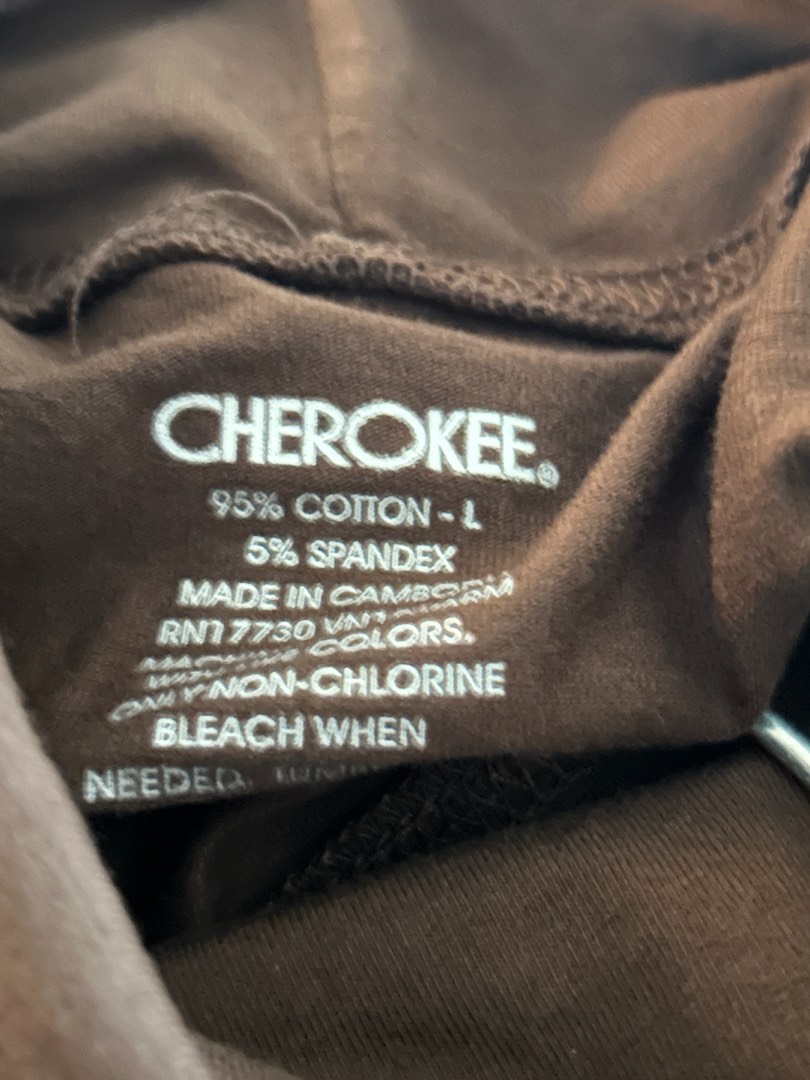 CHEROKEE®
95% COTTON - L
5% SPANDEX
MADE IN CAMBODIA
RN17730
COLORS.
ONLY NON-CHLORINE
BLEACH WHEN
NEEDED.